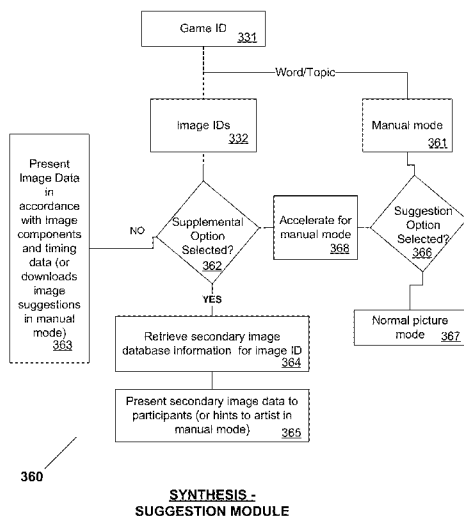 Game ID
331
Word/Topic
Image IDs
332
Manual mode
361
Present
Image Data
in
accordance
with Image
components
and timing
data (or
downloads
image
suggestions
in manual
mode)
363
NO
Supplemental
Option
Selected?
362
Accelerate for
manual mode
368
Suggestion
Option
Selected?
366
YES
Normal picture
mode 367
Retrieve secondary image
database information for image ID
364
Present secondary image data to
participants (or hints to artist in
manual mode) 365
360
SYNTHESIS -
SUGGESTION MODULE